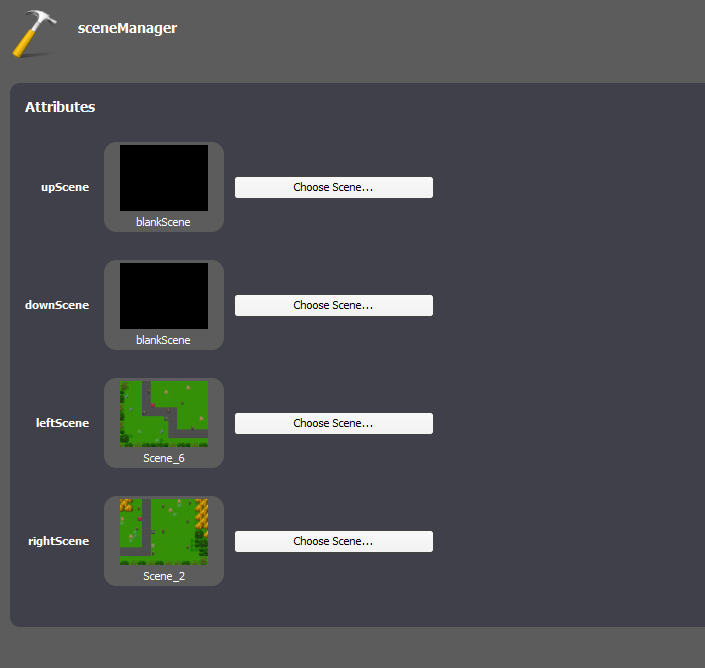 sceneManager
Attributes
upScene
blankScene
Choose Scene...
downScene
blankScene
Choose Scene...
leftScene
Scene_6
Choose Scene...
rightScene
Scene_2
Choose Scene...